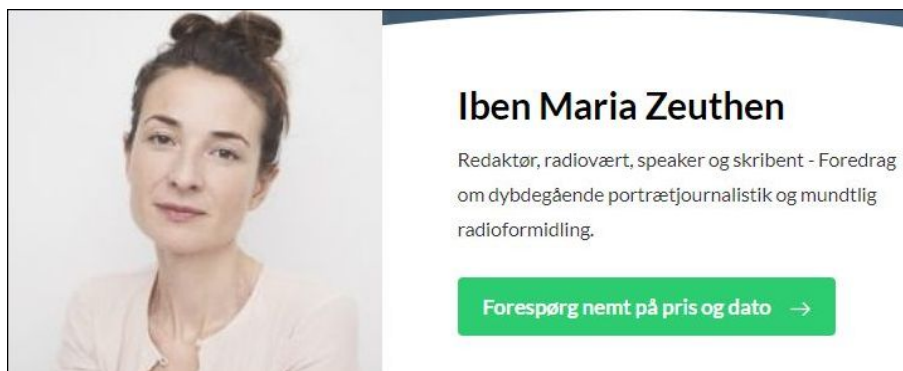 Iben Maria Zeuthen
Redaktør, radiovært, speaker og skribent - Foredrag
om dybdegående portrætjournalistik og mundtlig
radioformidling.
Forespørg nemt på pris og dato →